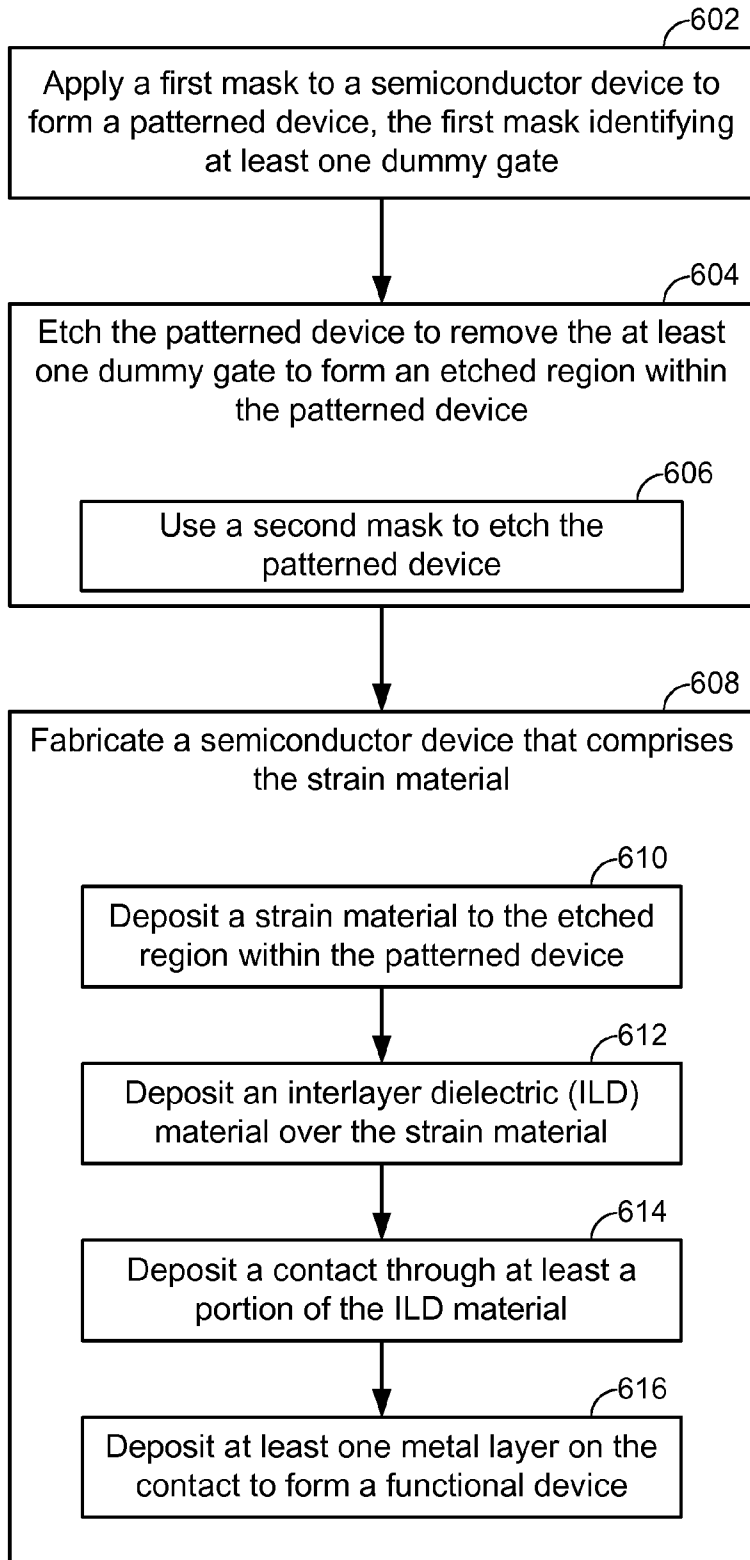 602
Apply a first mask to a semiconductor device to
form a patterned device, the first mask identifying
at least one dummy gate
604
Etch the patterned device to remove the at least
one dummy gate to form an etched region within
the patterned device
606
Use a second mask to etch the
patterned device
608
Fabricate a semiconductor device that comprises
the strain material
610
Deposit a strain material to the etched
region within the patterned device
612
Deposit an interlayer dielectric (ILD)
material over the strain material
614
Deposit a contact through at least a
portion of the ILD material
616
Deposit at least one metal layer on the
contact to form a functional device